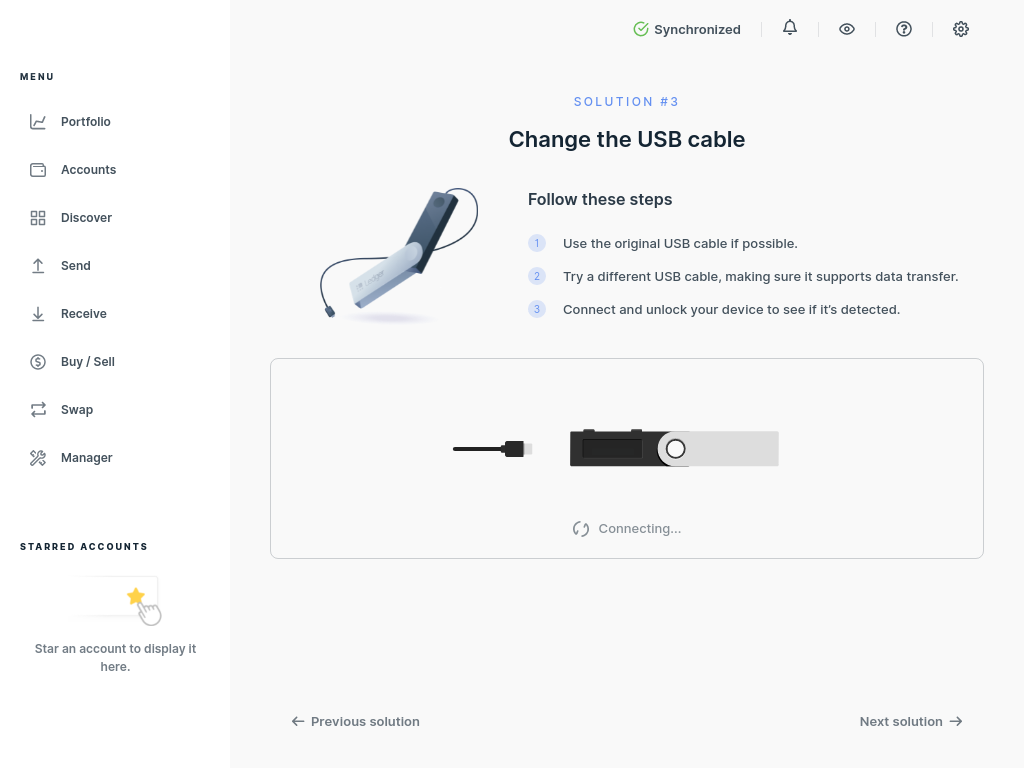 Synchronized
MENU
Portfolio
Accounts
Discover
Send
Receive
Buy / Sell
Swap
Manager
STARRED ACCOUNTS
Star an account to display it
here.
SOLUTION #3
Change the USB cable
Follow these steps
1 Use the original USB cable if possible.
2 Try a different USB cable, making sure it supports data transfer.
3 Connect and unlock your device to see if it's detected.
Ledger
Connecting...
Previous solution
Next solution